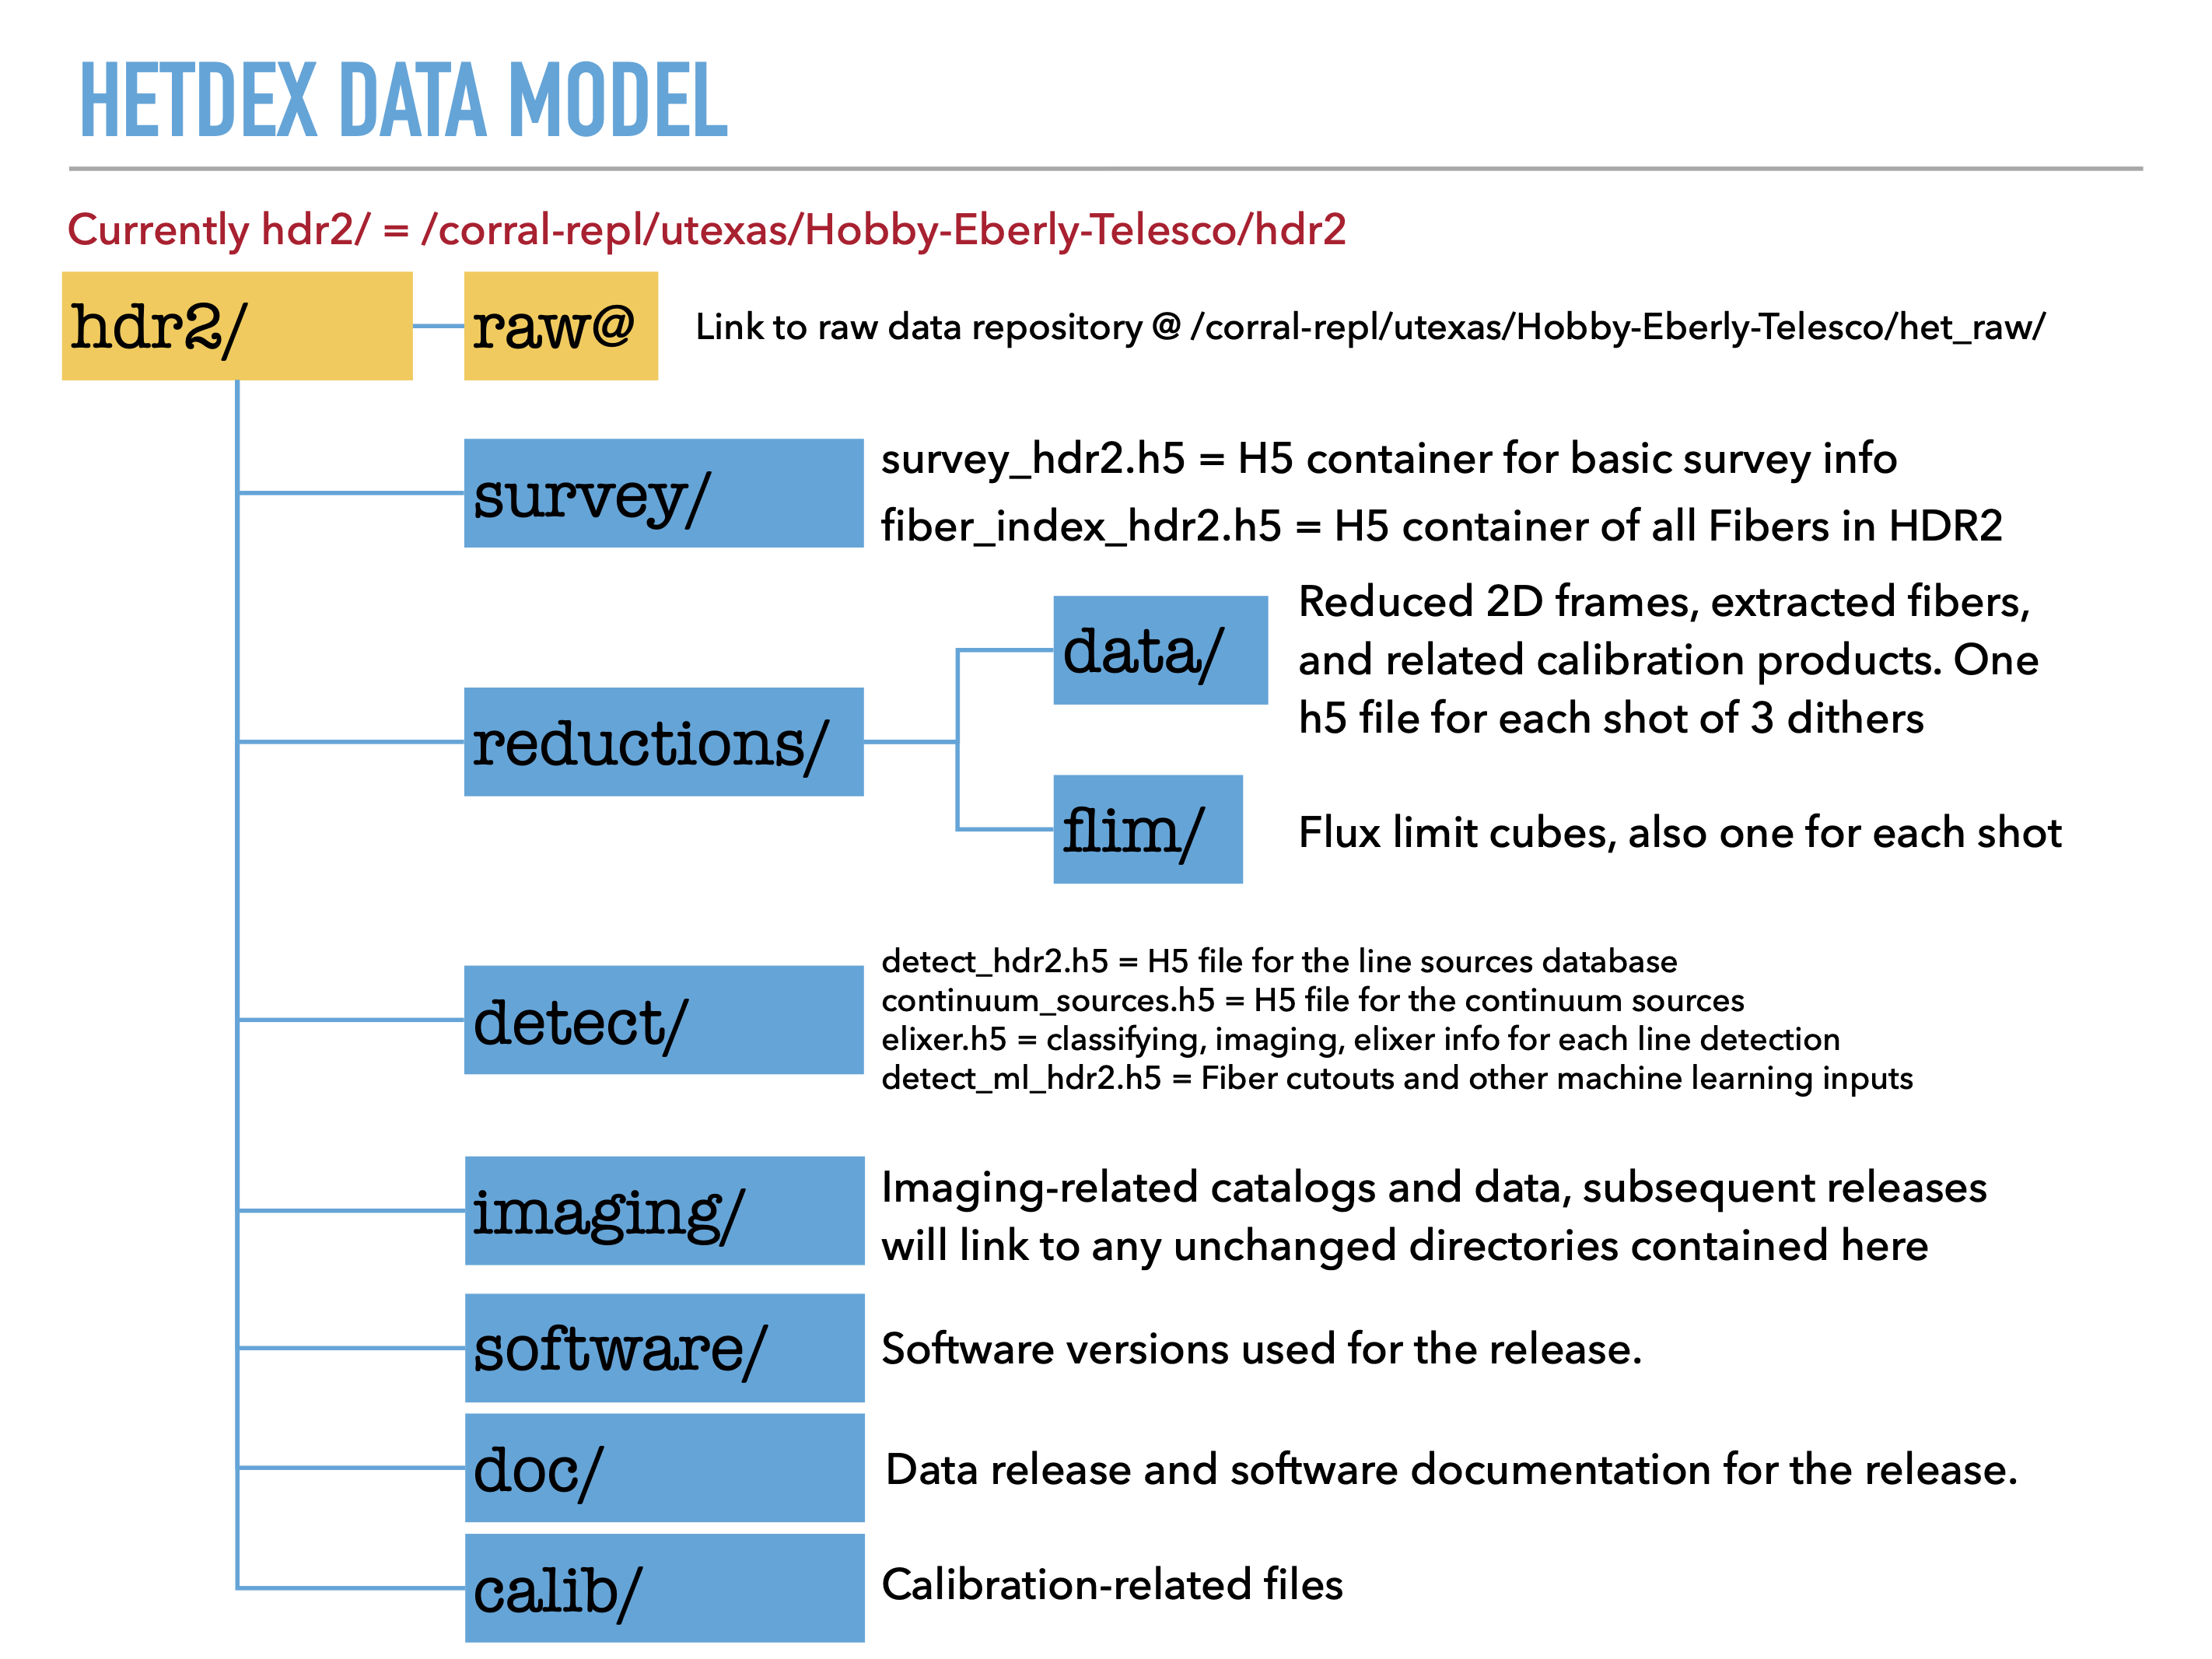 HETDEX DATA MODEL
Currently hdr2/ = /corral-repl/utexas/Hobby-Eberly-Telesco/hdr2
hdr2/
raw@
Link to raw data repository @ /corral-repl/utexas/Hobby-Eberly-Telesco/het_raw/
survey/
survey_hdr2.h5 = H5 container for basic survey info
fiber_index_hdr2.h5 = H5 container of all Fibers in HDR2
reductions/
data/
Reduced 2D frames, extracted fibers,
and related calibration products. One
h5 file for each shot of 3 dithers
flim/
Flux limit cubes, also one for each shot
detect/
detect_hdr2.h5 = H5 file for the line sources database
continuum_sources.h5 = H5 file for the continuum sources
elixer.h5 = classifying, imaging, elixer info for each line detection
detect_ml_hdr2.h5 = Fiber cutouts and other machine learning inputs
imaging/
Imaging-related catalogs and data, subsequent releases
will link to any unchanged directories contained here
software/
Software versions used for the release.
doc/
Data release and software documentation for the release.
calib/
Calibration-related files